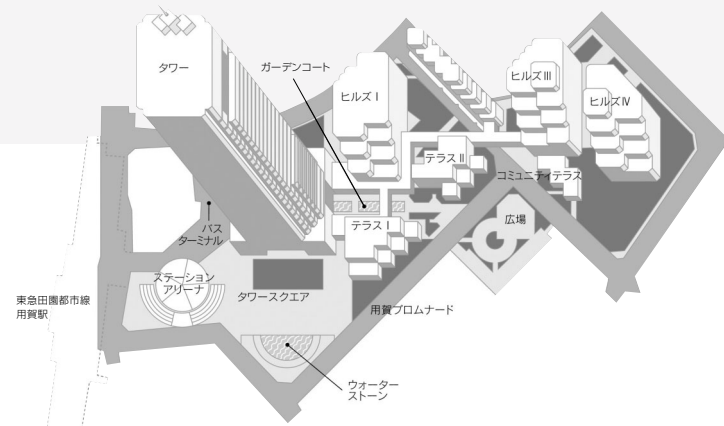 タワー
ガーデンコート
ヒルズⅠ
ヒルズⅢ
ヒルズⅣ
テラスⅡ
コミュニティテラス
バス
ターミナル
テラスⅠ
広場
ステーション
アリーナ
タワースクエア
東急田園都市線
用賀駅
用賀プロムナード
ウォーター
ストーン